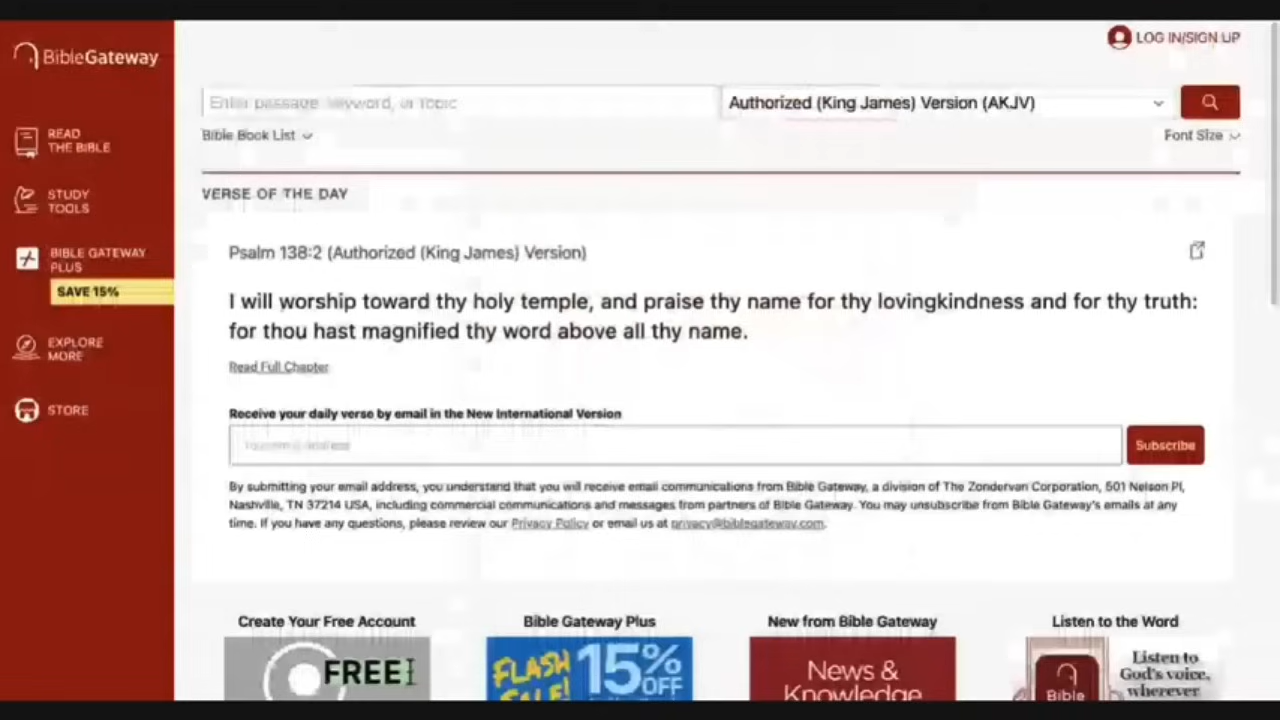 BibleGateway
LOG IN/SIGN UP
Enter passage, keyword, or topic
Authorized (King James) Version (AKJV)
Bible Book List
Font Size
READ
THE BIBLE
STUDY
TOOLS
BIBLE GATEWAY
PLUS
SAVE 15%
EXPLORE
MORE
STORE
VERSE OF THE DAY
Psalm 138:2 (Authorized (King James) Version)
I will worship toward thy holy temple, and praise thy name for thy lovingkindness and for thy truth:
for thou hast magnified thy word above all thy name.
Read Full Chapter
Receive your daily verse by email in the New International Version
Subscribe
By submitting your email address, you understand that you will receive email communications from Bible Gateway, a division of The Zondervan Corporation, 501 Nelson Pl,
Nashville, TN 37214 USA, including commercial communications and messages from partners of Bible Gateway. You may unsubscribe from Bible Gateway's emails at any
time. If you have any questions, please review our Privacy Policy or email us at privacy@biblegateway.com.
Create Your Free Account
Bible Gateway Plus
New from Bible Gateway
Listen to the Word
FREE
FLASH
SALE!
15%
OFF
News &
Knowledge
Bible
Listen to
God's voice,
wherever